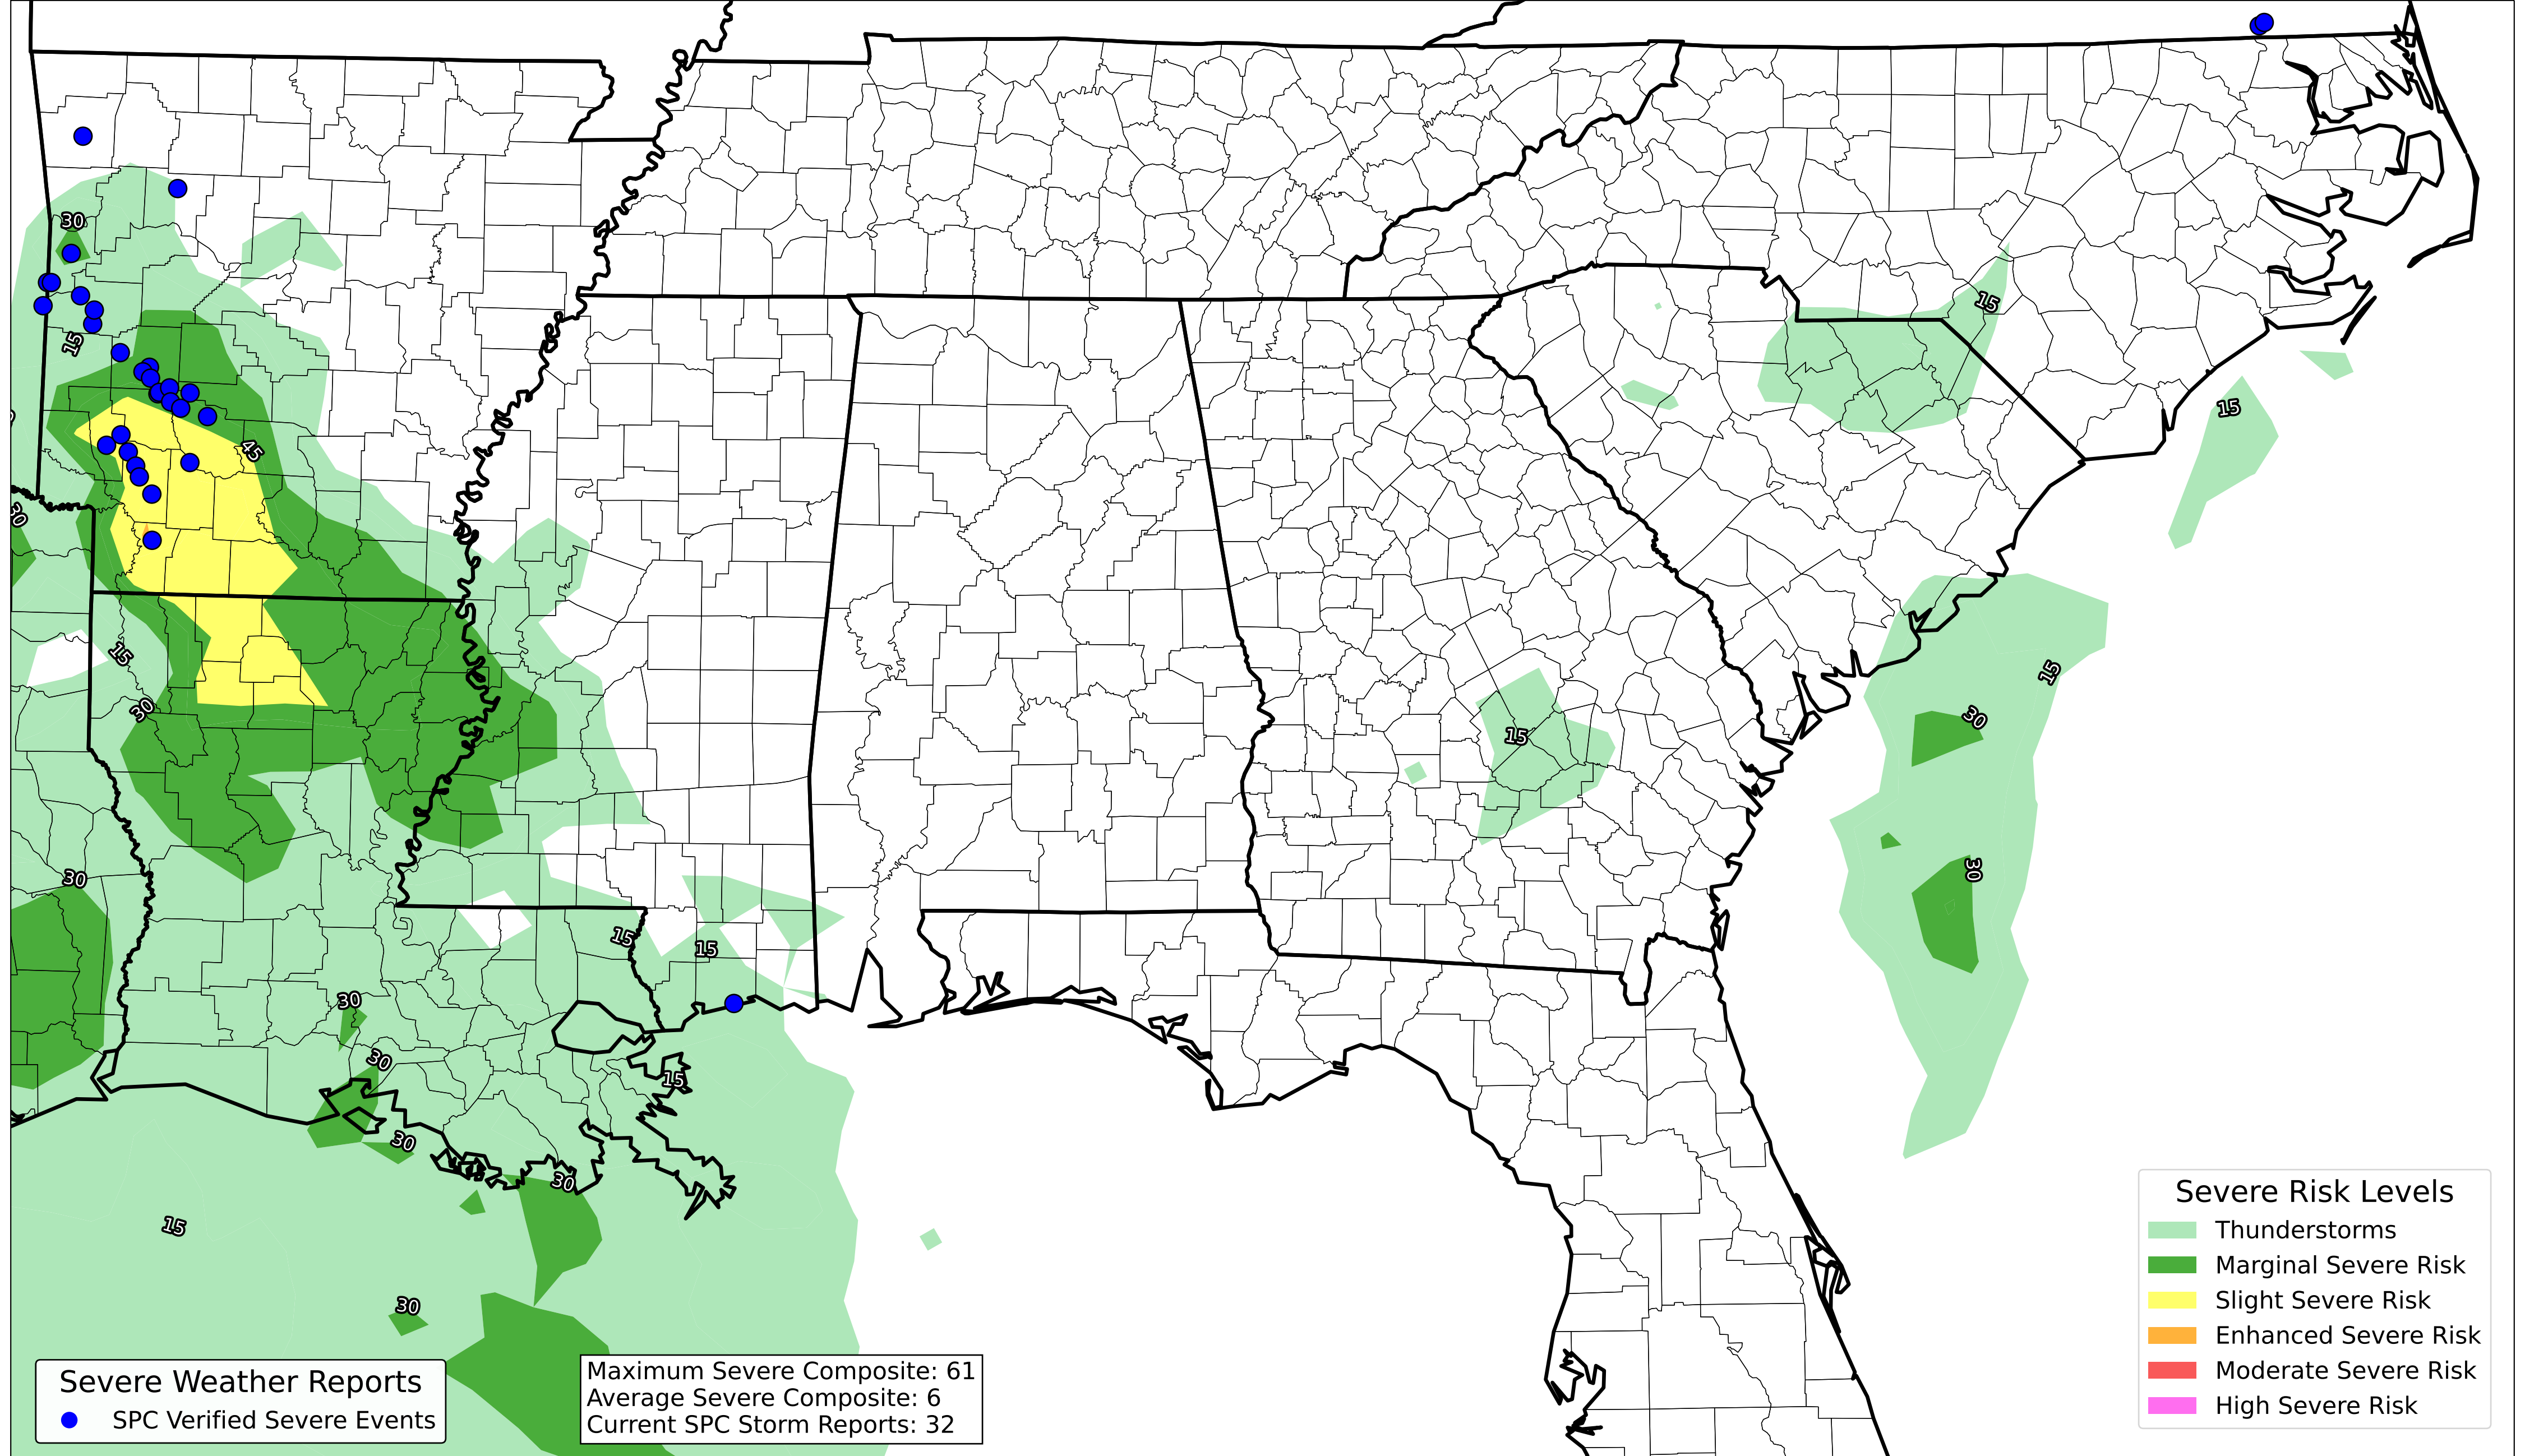 30
15
45
30
15
30
30
15
15
30
30
30
15
30
15
30
15
15
15
15
30
30
15
Severe Weather Reports
SPC Verified Severe Events
Maximum Severe Composite: 61
Average Severe Composite: 6
Current SPC Storm Reports: 32
Severe Risk Levels
Thunderstorms
Marginal Severe Risk
Slight Severe Risk
Enhanced Severe Risk
Moderate Severe Risk
High Severe Risk